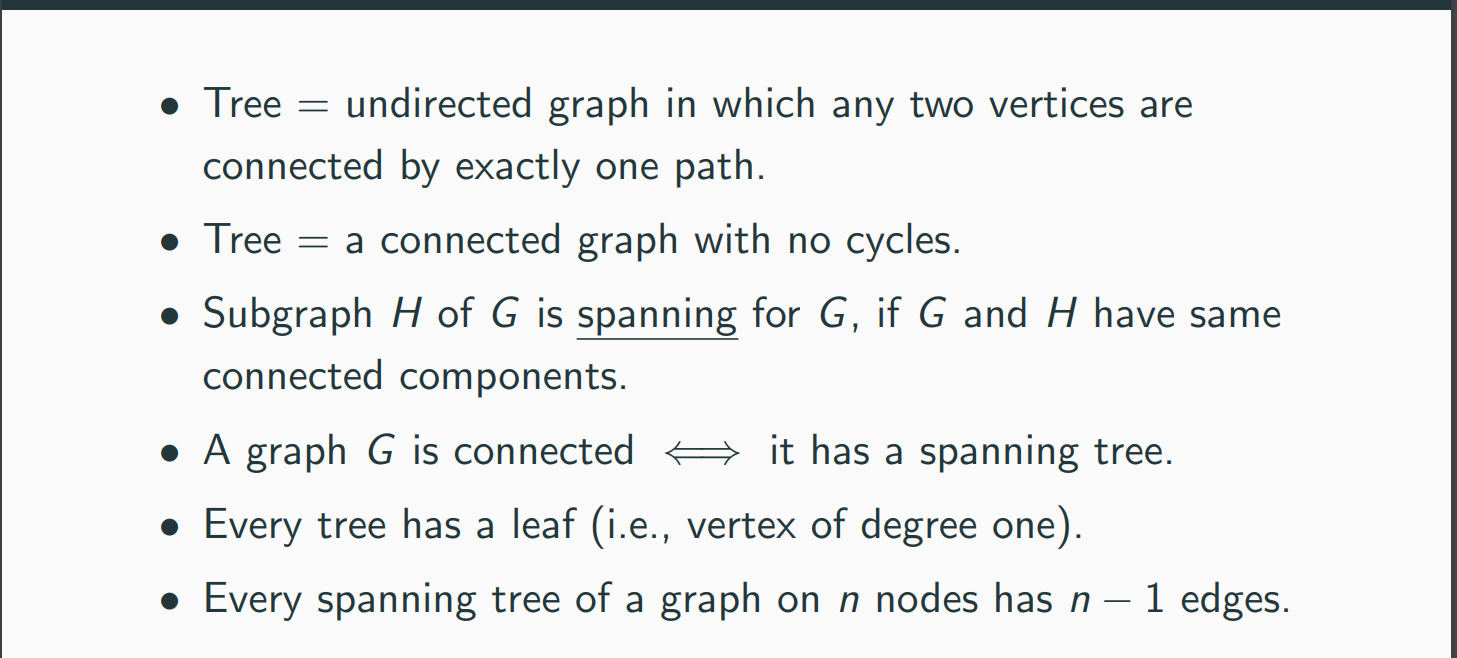 • Tree = undirected graph in which any two vertices are
connected by exactly one path.
• Tree = a connected graph with no cycles.
• Subgraph H of G is spanning for G, if G and H have same
connected components.
• A graph G is connected ⟺ it has a spanning tree.
• Every tree has a leaf (i.e., vertex of degree one).
• Every spanning tree of a graph on n nodes has n − 1 edges.